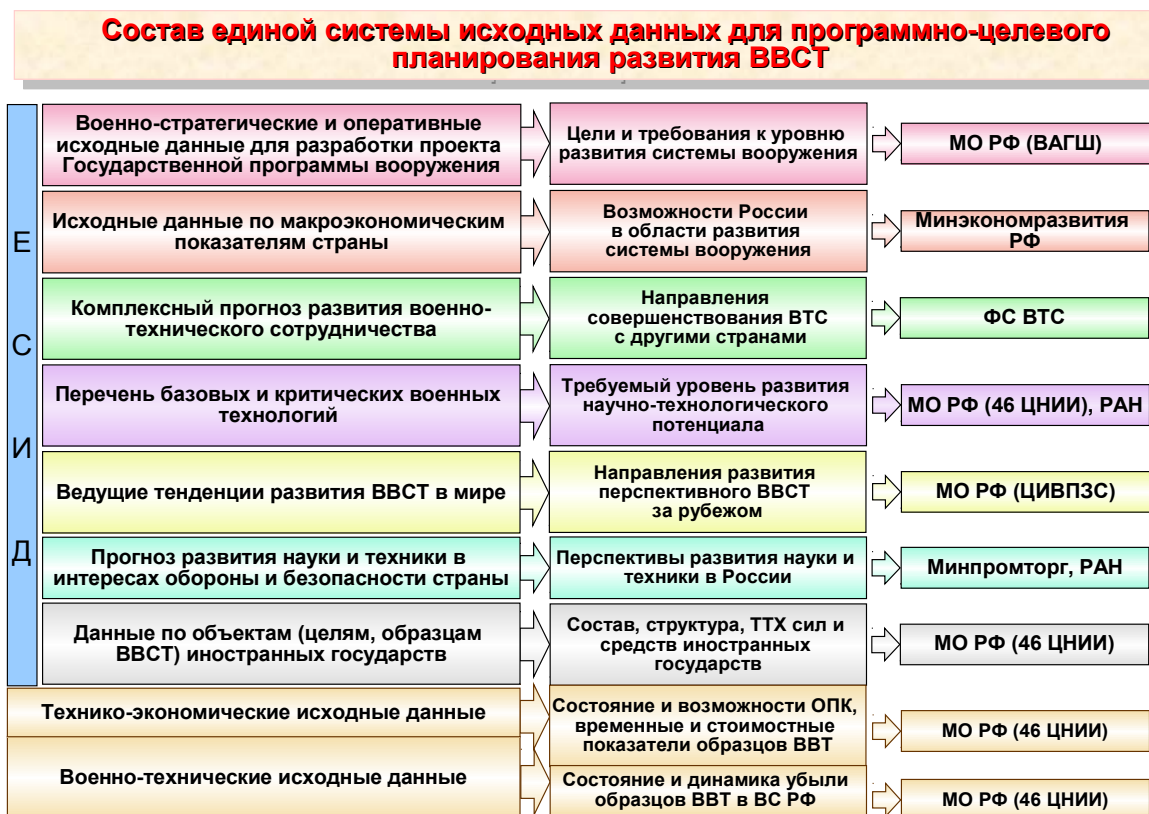 Состав единой системы исходных данных для программно-целевого
планирования развития ВВСТ
Е
С
И
Д
Военно-стратегические и оперативные
исходные данные для разработки проекта
Государственной программы вооружения
Цели и требования к уровню
развития системы вооружения
МО РФ (ВАГШ)
Исходные данные по макроэкономическим
показателям страны
Возможности России
в области развития
системы вооружения
Минэкономразвития
РФ
Комплексный прогноз развития военно-
технического сотрудничества
Направления
совершенствования ВТС
с другими странами
ФС ВТС
Перечень базовых и критических военных
технологий
Требуемый уровень развития
научно-технологического
потенциала
МО РФ (46 ЦНИИ), РАН
Ведущие тенденции развития ВВСТ в мире
Направления развития
перспективного ВВСТ
за рубежом
МО РФ (ЦИВПЗС)
Прогноз развития науки и техники в
интересах обороны и безопасности страны
Перспективы развития науки и
техники в России
Минпромторг, РАН
Данные по объектам (целям, образцам
ВВСТ) иностранных государств
Состав, структура, ТТХ сил и
средств иностранных
государств
МО РФ (46 ЦНИИ)
Технико-экономические исходные данные
Состояние и возможности ОПК,
временные и стоимостные
показатели образцов ВВТ
МО РФ (46 ЦНИИ)
Военно-технические исходные данные
Состояние и динамика убыли
образцов ВВТ в ВС РФ
МО РФ (46 ЦНИИ)